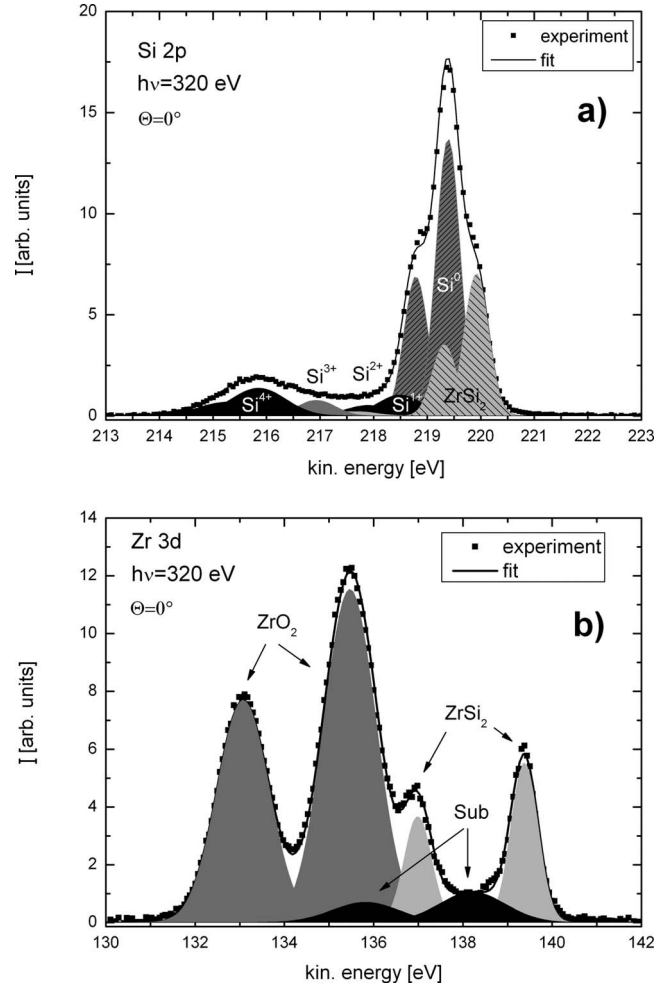 Si 2p
hν=320 eV
Θ=0°
experiment
fit
a)
20
15
10
5
0
I [arb. units]
Si⁴⁺
Si³⁺
Si²⁺
Si¹⁺
Si⁰
ZrSi₂
213 214 215 216 217 218 219 220 221 222 223
kin. energy [eV]
Zr 3d
hν=320 eV
Θ=0°
experiment
fit
b)
14
12
10
8
6
4
2
0
I [arb. units]
ZrO₂
ZrSi₂
Sub
130 132 134 136 138 140 142
kin. energy [eV]